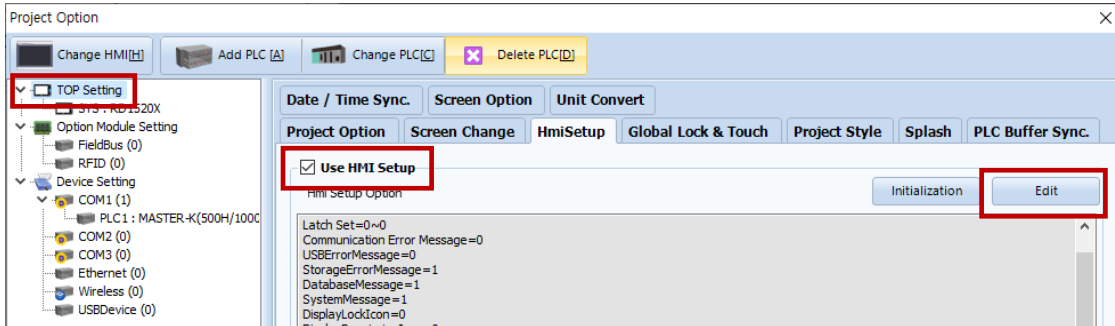 Project Option
Change HMI[H]
Add PLC [A]
Change PLC[C]
Delete PLC[D]
TOP Setting
SYS : RD1520X
Option Module Setting
FieldBus (0)
RFID (0)
Device Setting
COM1 (1)
PLC1 : MASTER-K(500H/1000
COM2 (0)
COM3 (0)
Ethernet (0)
Wireless (0)
USBDevice (0)
Date / Time Sync.
Screen Option
Unit Convert
Project Option
Screen Change
HmiSetup
Global Lock & Touch
Project Style
Splash
PLC Buffer Sync.
Use HMI Setup
Hmi Setup Option
Initialization
Edit
Latch Set=0~0
Communication Error Message=0
USBErrorMessage=0
StorageErrorMessage=1
DatabaseMessage=1
SystemMessage=1
DisplayLockIcon=0